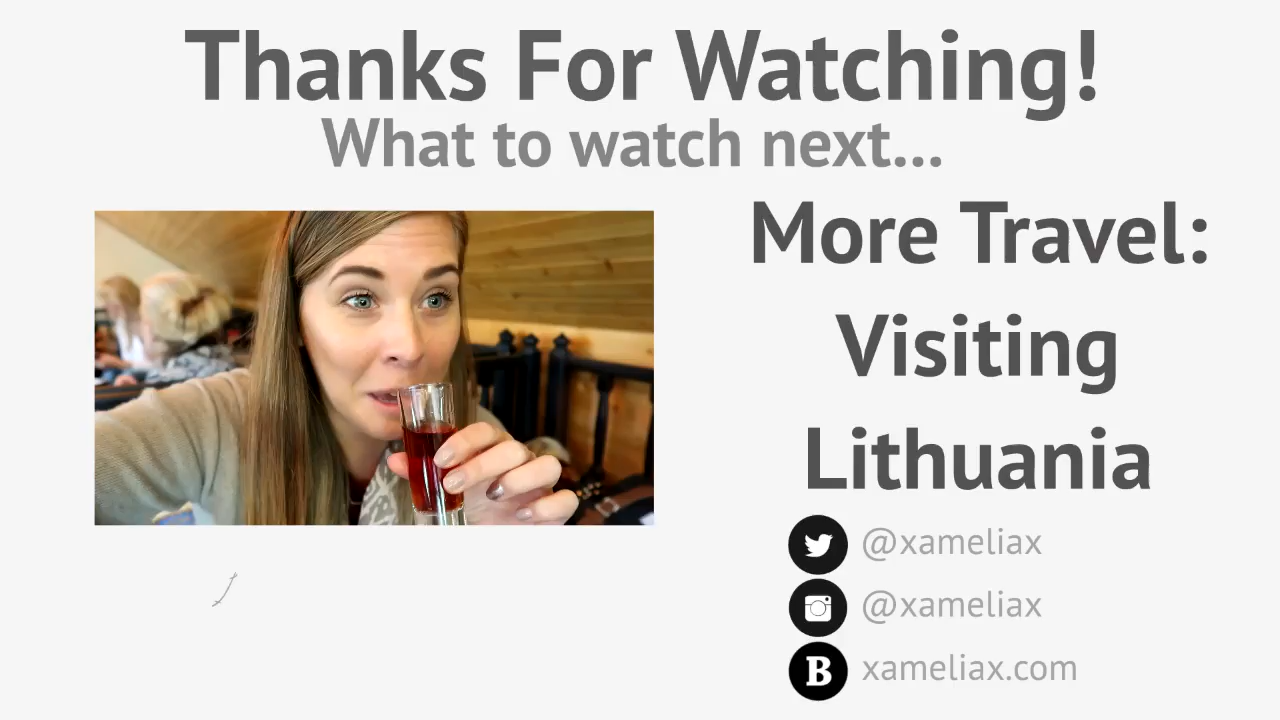 Thanks For Watching!
What to watch next...
More Travel:
Visiting
Lithuania
@xameliax
@xameliax
B xameliax.com